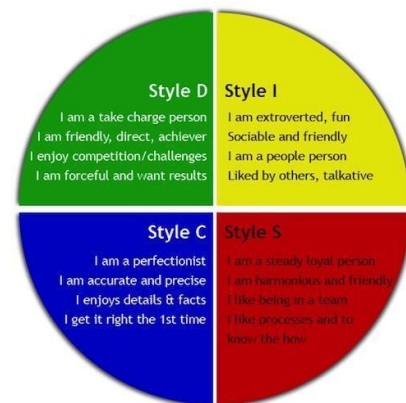 Style D
I am a take charge person
I am friendly, direct, achiever
I enjoy competition/challenges
I am forceful and want results
Style I
I am extroverted, fun
Sociable and friendly
I am a people person
Liked by others, talkative
Style C
I am a perfectionist
I am accurate and precise
I enjoys details & facts
I get it right the 1st time
Style S
I am a steady loyal person
I am harmonious and friendly
I like being in a team
I like processes and to
know the how